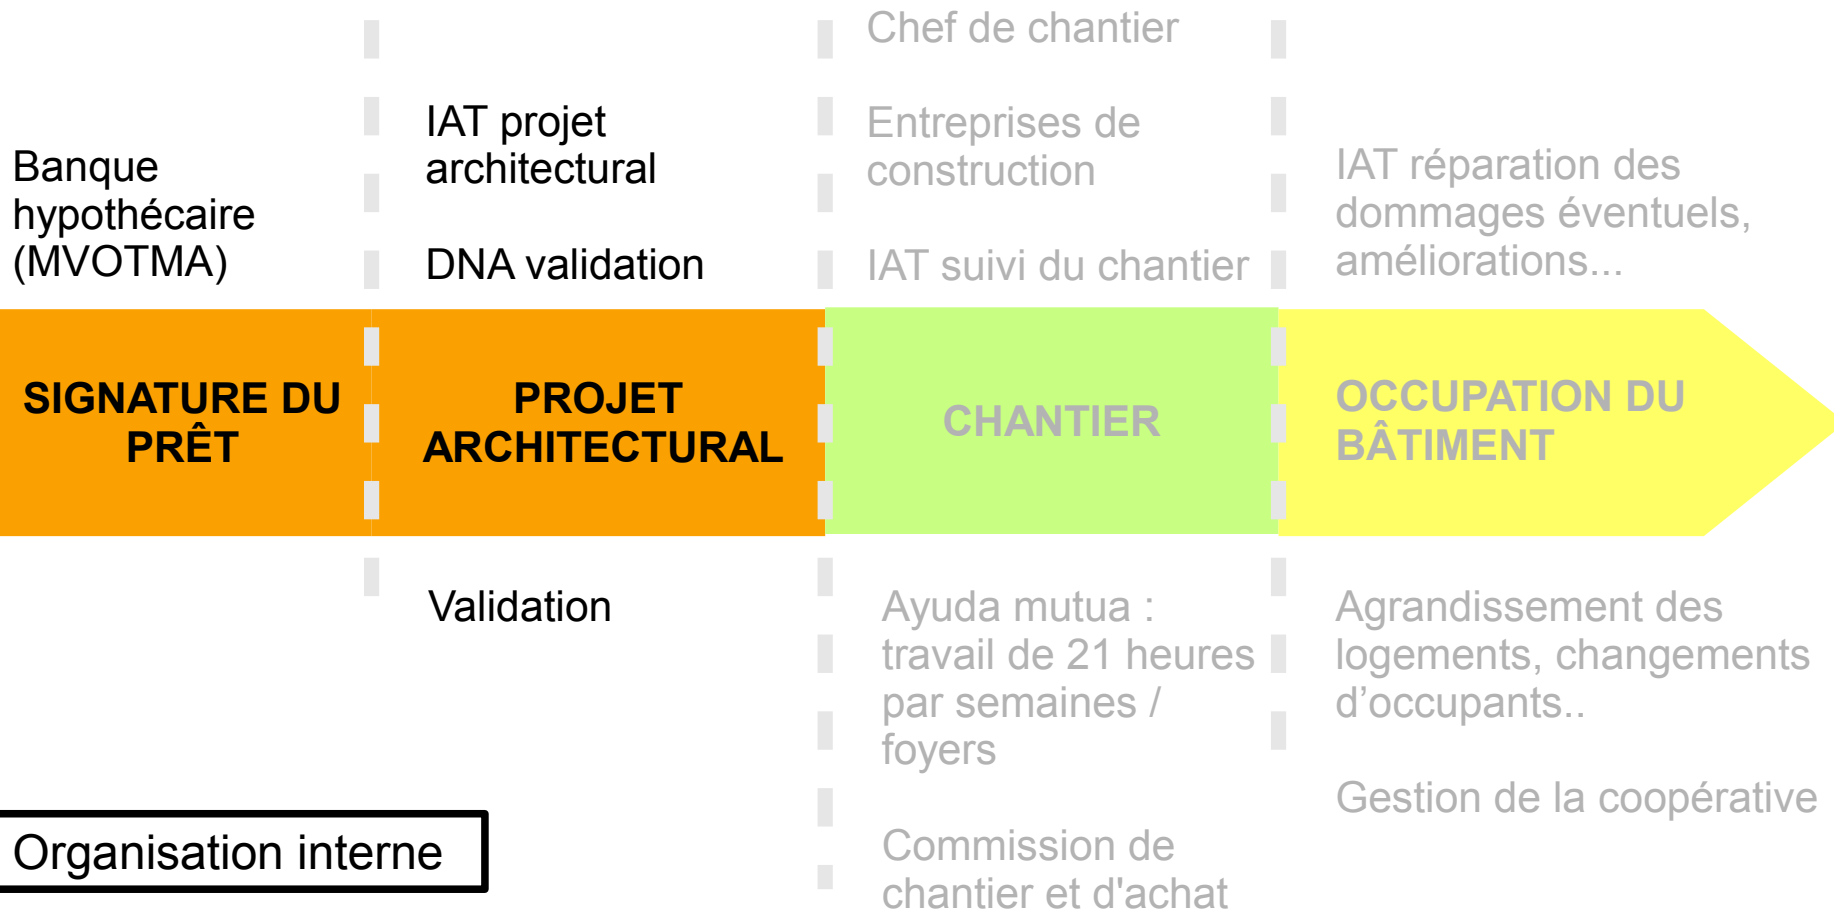 Banque
hypothécaire
(MVOTMA)
IAT projet
architectural
DNA validation
Chef de chantier
Entreprises de
construction
IAT suivi du chantier
IAT réparation des
dommages éventuels,
améliorations...
SIGNATURE DU
PRÊT
PROJET
ARCHITECTURAL
CHANTIER
OCCUPATION DU
BÂTIMENT
Validation
Ayuda mutua :
travail de 21 heures
par semaines /
foyers
Commission de
chantier et d'achat
Agrandissement des
logements, changements
d’occupants..
Gestion de la coopérative
Organisation interne